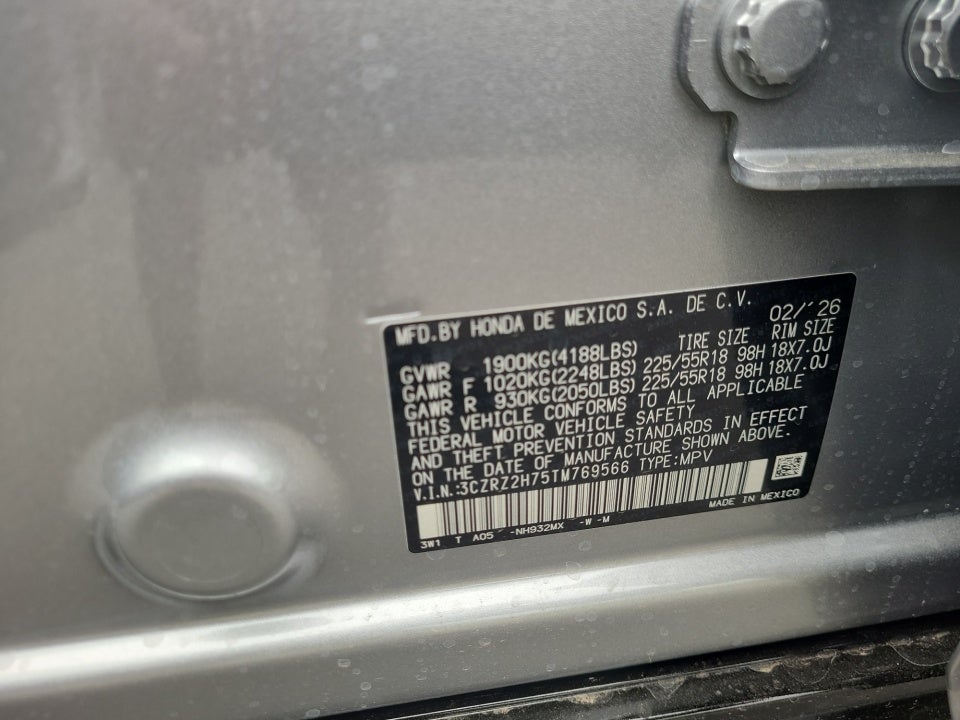 MFD.BY HONDA DE MEXICO S.A. DE C.V. 02/'26
GVWR 1900KG(4188LBS) TIRE SIZE RIM SIZE
GAWR F 1020KG(2248LBS) 225/55R18 98H 18X7.0J
GAWR R 930KG(2050LBS) 225/55R18 98H 18X7.0J
THIS VEHICLE CONFORMS TO ALL APPLICABLE
FEDERAL MOTOR VEHICLE SAFETY
AND THEFT PREVENTION STANDARDS IN EFFECT
ON THE DATE OF MANUFACTURE SHOWN ABOVE.
V.I.N.:3CZRZ2H75TM769566 TYPE:MPV
3W1 T A05 -NH932MX -W -M MADE IN MEXICO